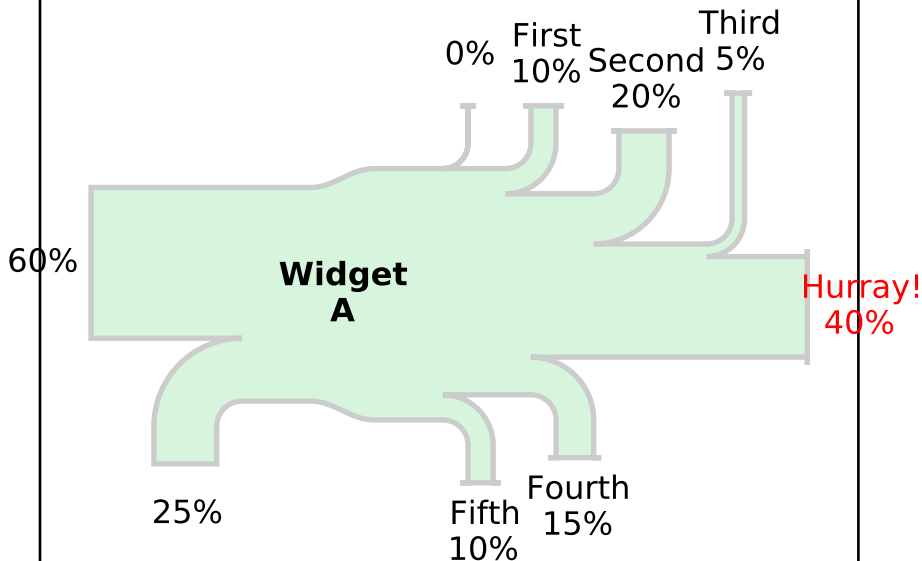 Third
5%
First
10%
0%
Second
20%
60%
Widget
A
Hurray!
40%
25%
Fifth
10%
Fourth
15%